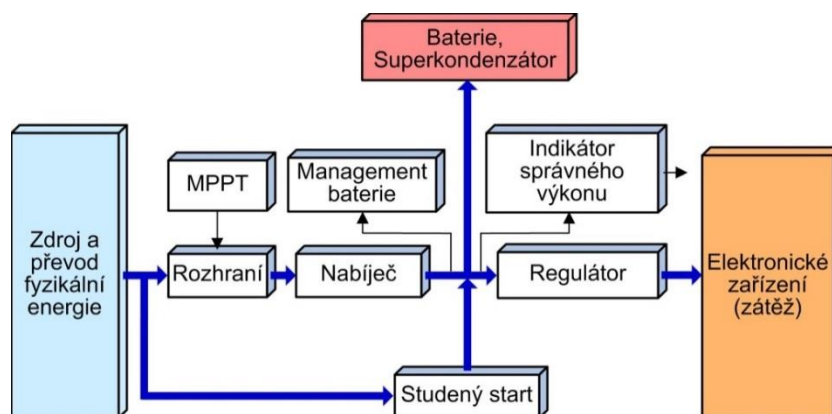 Baterie,
Superkondenzátor
MPPT
Management
baterie
Indikátor
správného
výkonu
Zdroj a
převod
fyzikální
energie
Rozhraní
Nabíječ
Regulátor
Elektronické
zařízení
(zátěž)
Studený start